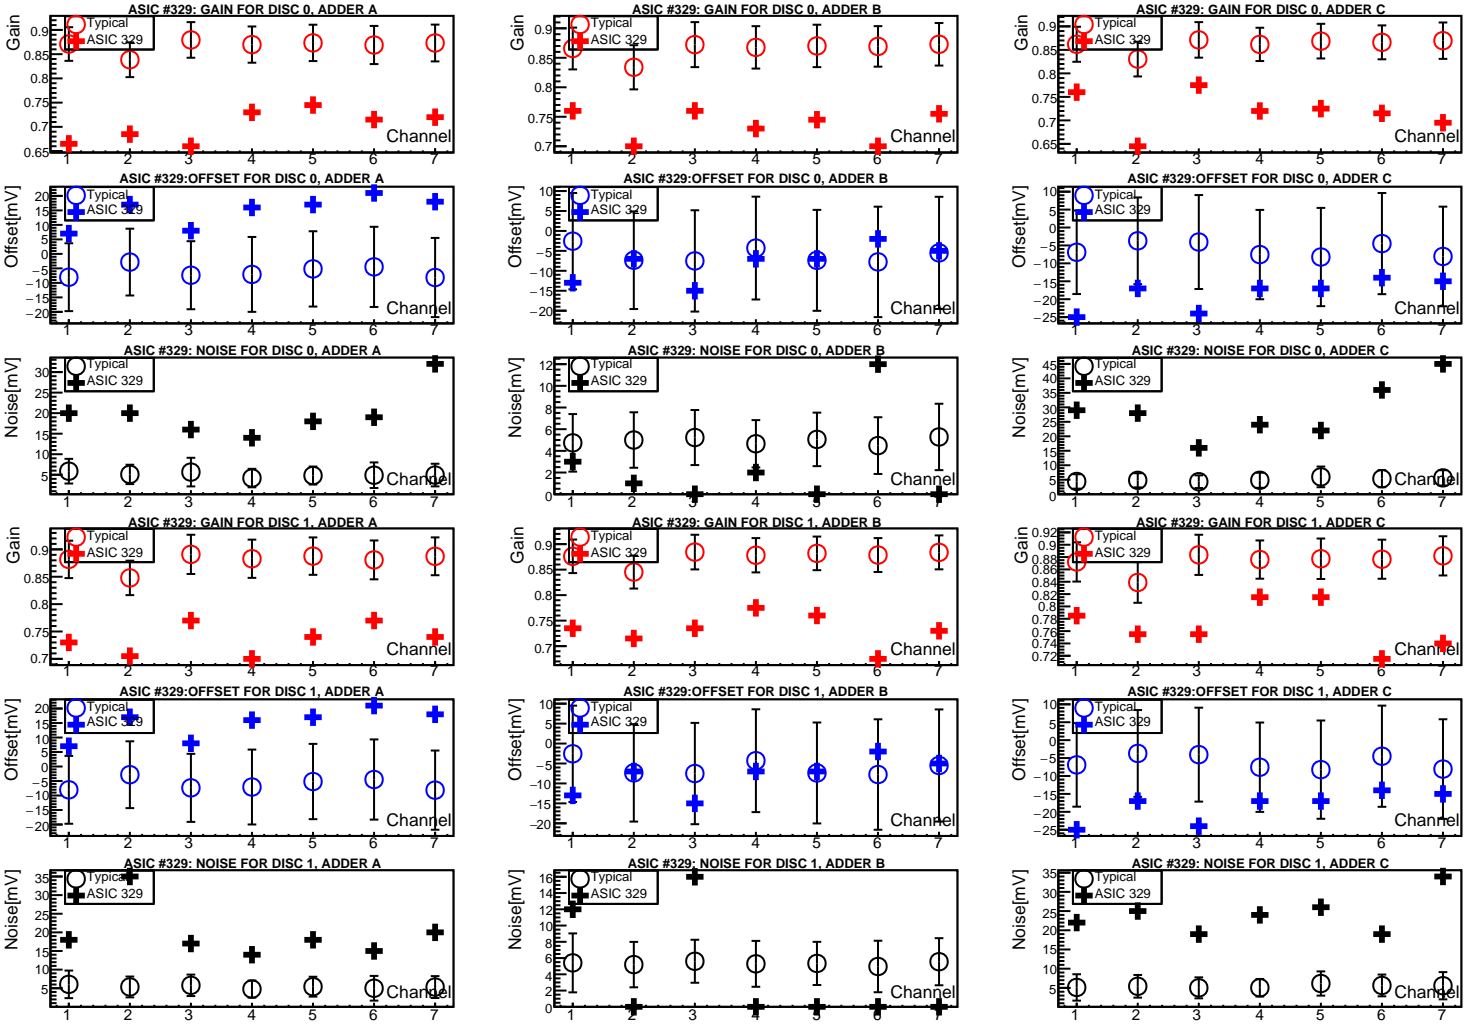 ASIC #329: GAIN FOR DISC 0, ADDER A
Gain
Typical
ASIC 329
0.9
0.85
0.8
0.75
0.7
0.65
Channel
1 2 3 4 5 6 7
ASIC #329: GAIN FOR DISC 0, ADDER B
Gain
Typical
ASIC 329
0.9
0.85
0.8
0.75
0.7
Channel
1 2 3 4 5 6 7
ASIC #329: GAIN FOR DISC 0, ADDER C
Gain
Typical
ASIC 329
0.9
0.85
0.8
0.75
0.7
0.65
Channel
1 2 3 4 5 6 7
ASIC #329:OFFSET FOR DISC 0, ADDER A
Offset[mV]
Typical
ASIC 329
20
15
10
5
0
−5
−10
−15
−20
Channel
1 2 3 4 5 6 7
ASIC #329:OFFSET FOR DISC 0, ADDER B
Offset[mV]
Typical
ASIC 329
10
5
0
−5
−10
−15
−20
Channel
1 2 3 4 5 6 7
ASIC #329:OFFSET FOR DISC 0, ADDER C
Offset[mV]
Typical
ASIC 329
10
5
0
−5
−10
−15
−20
−25
Channel
1 2 3 4 5 6 7
ASIC #329: NOISE FOR DISC 0, ADDER A
Noise[mV]
Typical
ASIC 329
30
25
20
15
10
5
Channel
1 2 3 4 5 6 7
ASIC #329: NOISE FOR DISC 0, ADDER B
Noise[mV]
Typical
ASIC 329
12
10
8
6
4
2
0
Channel
1 2 3 4 5 6 7
ASIC #329: NOISE FOR DISC 0, ADDER C
Noise[mV]
Typical
ASIC 329
45
40
35
30
25
20
15
10
5
0
Channel
1 2 3 4 5 6 7
ASIC #329: GAIN FOR DISC 1, ADDER A
Gain
Typical
ASIC 329
0.9
0.85
0.8
0.75
0.7
Channel
1 2 3 4 5 6 7
ASIC #329: GAIN FOR DISC 1, ADDER B
Gain
Typical
ASIC 329
0.9
0.85
0.8
0.75
0.7
Channel
1 2 3 4 5 6 7
ASIC #329: GAIN FOR DISC 1, ADDER C
Gain
Typical
ASIC 329
0.92
0.9
0.88
0.86
0.84
0.82
0.8
0.78
0.76
0.74
0.72
Channel
1 2 3 4 5 6 7
ASIC #329:OFFSET FOR DISC 1, ADDER A
Offset[mV]
Typical
ASIC 329
20
15
10
5
0
−5
−10
−15
−20
Channel
1 2 3 4 5 6 7
ASIC #329:OFFSET FOR DISC 1, ADDER B
Offset[mV]
Typical
ASIC 329
10
5
0
−5
−10
−15
−20
Channel
1 2 3 4 5 6 7
ASIC #329:OFFSET FOR DISC 1, ADDER C
Offset[mV]
Typical
ASIC 329
10
5
0
−5
−10
−15
−20
−25
Channel
1 2 3 4 5 6 7
ASIC #329: NOISE FOR DISC 1, ADDER A
Noise[mV]
Typical
ASIC 329
35
30
25
20
15
10
5
Channel
1 2 3 4 5 6 7
ASIC #329: NOISE FOR DISC 1, ADDER B
Noise[mV]
Typical
ASIC 329
16
14
12
10
8
6
4
2
0
Channel
1 2 3 4 5 6 7
ASIC #329: NOISE FOR DISC 1, ADDER C
Noise[mV]
Typical
ASIC 329
35
30
25
20
15
10
5
Channel
1 2 3 4 5 6 7